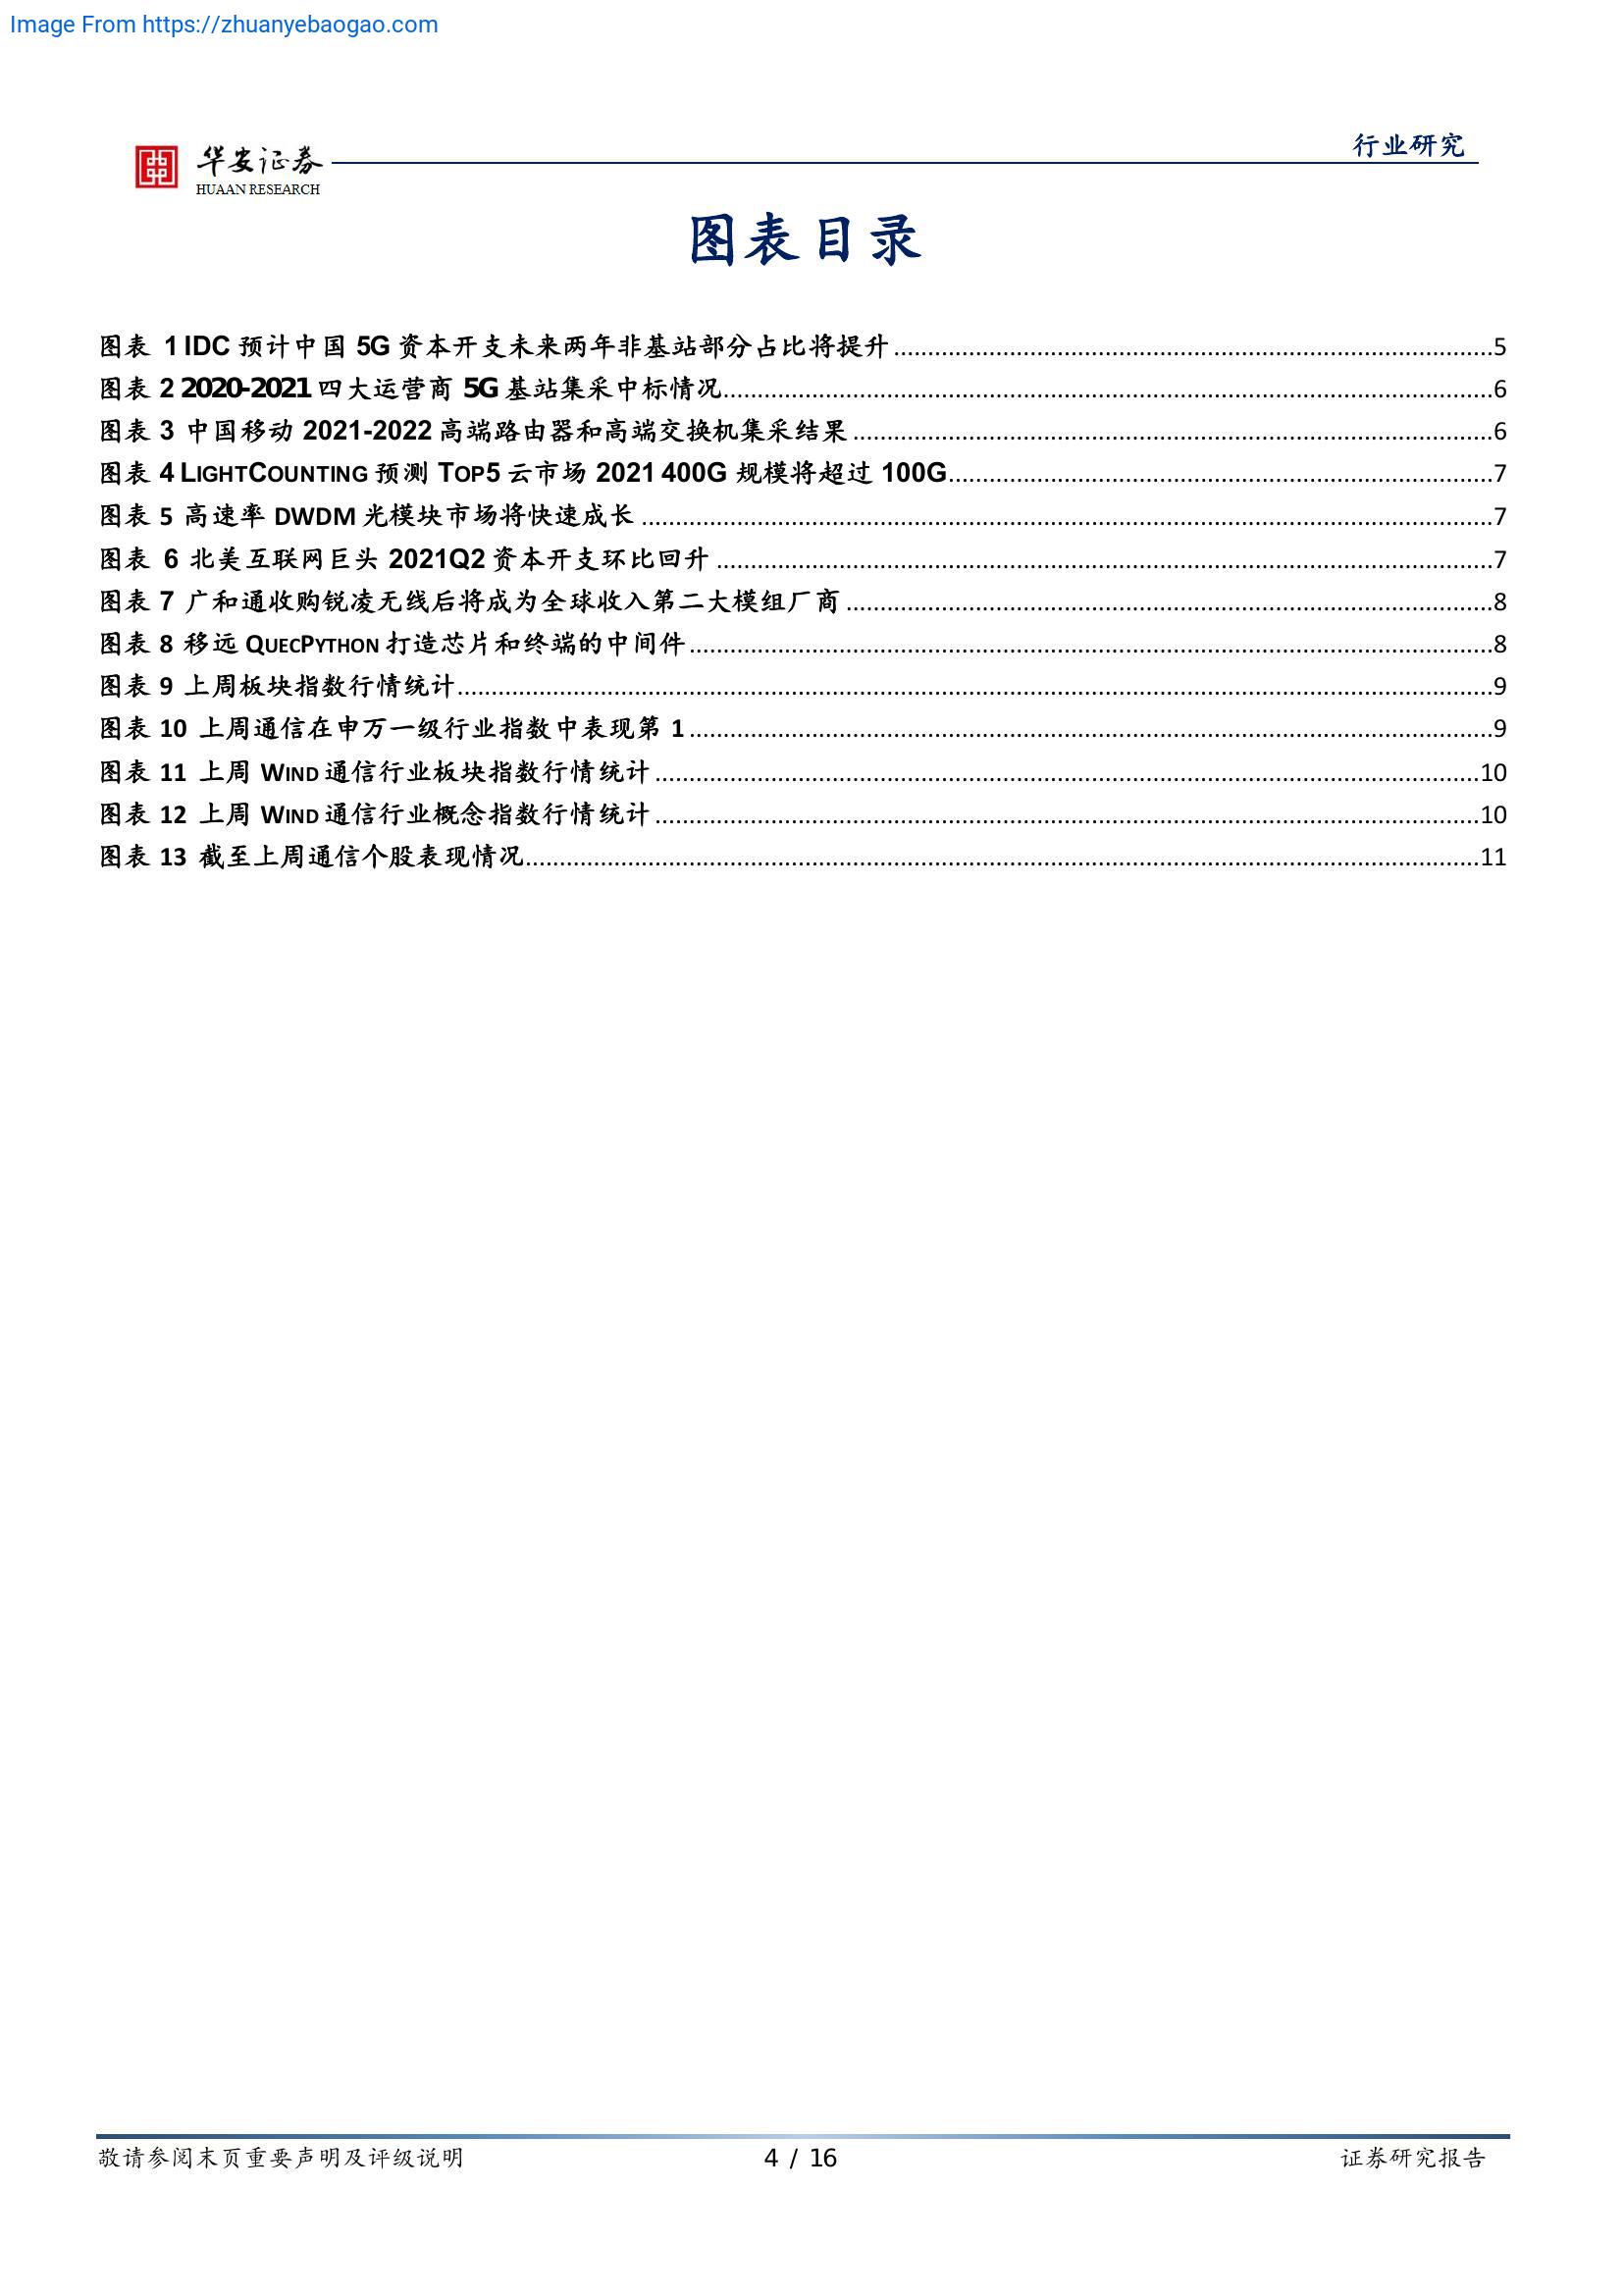 Image From https://zhuanyebaogao.com
行业研究
华安证券
HUAAN RESEARCH
图表目录
图表 1 IDC 预计中国 5G 资本开支未来两年非基站部分占比将提升........................5
图表 2 2020-2021 四大运营商 5G 基站集采中标情况........................6
图表 3 中国移动 2021-2022 高端路由器和高端交换机集采结果........................6
图表 4 LIGHTCOUNTING 预测 TOP5 云市场 2021 400G 规模将超过 100G........................7
图表 5 高速率 DWDM 光模块市场将快速成长........................7
图表 6 北美互联网巨头 2021Q2 资本开支环比回升........................7
图表 7 广和通收购锐凌无线后将成为全球收入第二大模组厂商........................8
图表 8 移远 QUECPYTHON 打造芯片和终端的中间件........................8
图表 9 上周板块指数行情统计........................9
图表 10 上周通信在申万一级行业指数中表现第 1........................9
图表 11 上周 WIND 通信行业板块指数行情统计........................10
图表 12 上周 WIND 通信行业概念指数行情统计........................10
图表 13 截至上周通信个股表现情况........................11
敬请参阅末页重要声明及评级说明 4 / 16 证券研究报告